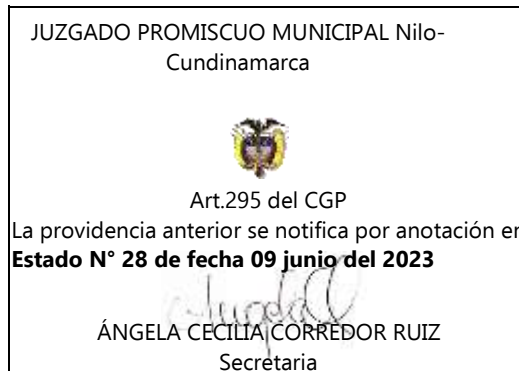 JUZGADO PROMISCUO MUNICIPAL Nilo-
Cundinamarca
Art.295 del CGP
La providencia anterior se notifica por anotación en
Estado N° 28 de fecha 09 junio del 2023
ÁNGELA CECILIA CORREDOR RUIZ
Secretaria